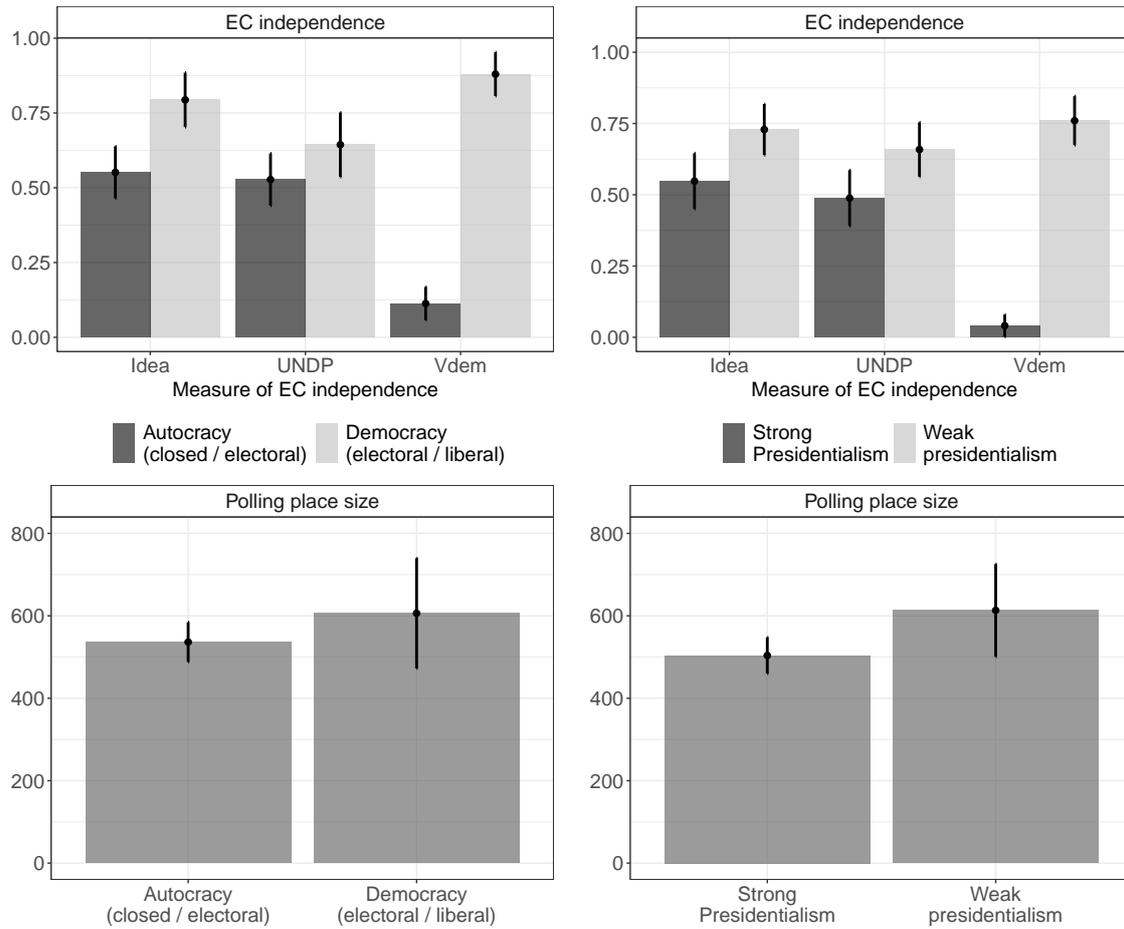 EC independence
1.00
0.75
0.50
0.25
0.00
Idea UNDP Vdem
Measure of EC independence
Autocracy
(closed / electoral)
Democracy
(electoral / liberal)
EC independence
1.00
0.75
0.50
0.25
0.00
Idea UNDP Vdem
Measure of EC independence
Strong
Presidentialism
Weak
presidentialism
Polling place size
800
600
400
200
0
Autocracy
(closed / electoral)
Democracy
(electoral / liberal)
Polling place size
800
600
400
200
0
Strong
Presidentialism
Weak
presidentialism